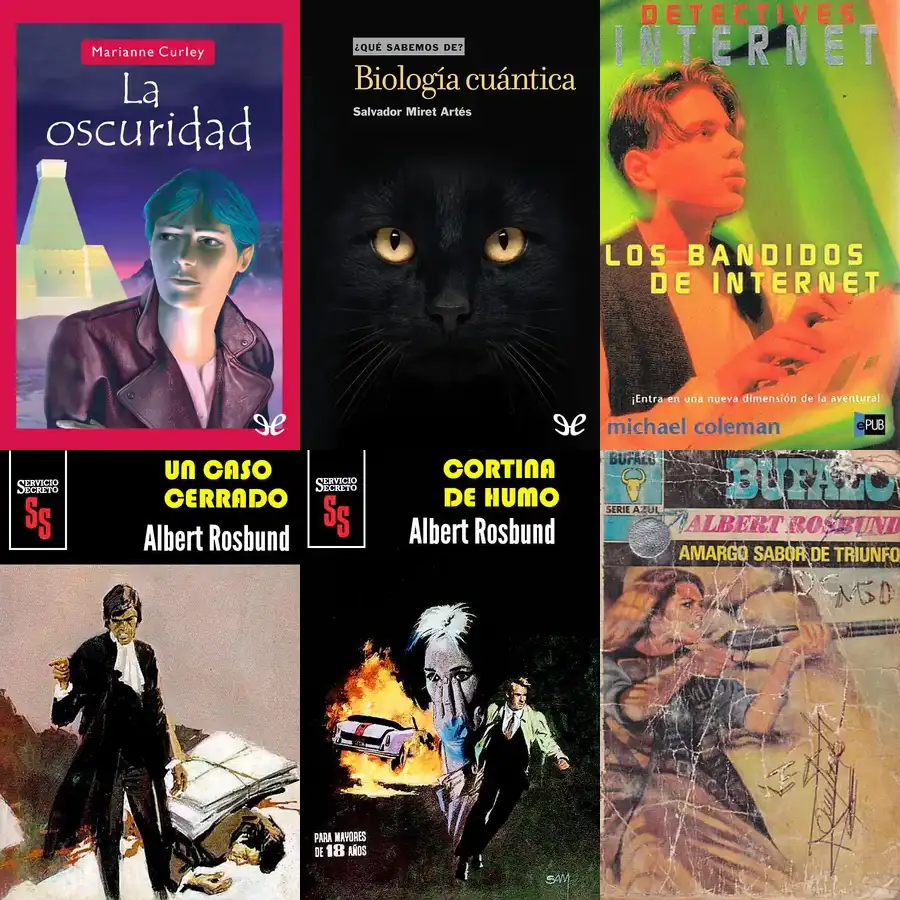 Marianne Curley
La
oscuridad
¿QUÉ SABEMOS DE?
Biología cuántica
Salvador Miret Artés
DETECTIVES
INTERNET
LOS BANDIDOS
DE INTERNET
¡Entra en una nueva dimensión de la aventura!
michael coleman
ePUB
SERVICIO
SECRETO
SS
UN CASO
CERRADO
Albert Rosbund
SERVICIO
SECRETO
SS
CORTINA
DE HUMO
Albert Rosbund
PARA MAYORES
DE 18 AÑOS
SAM
BUFALO
SERIE AZUL
BUFALO
ALBERT ROSBUND
AMARGO SABOR DE TRIUNFO